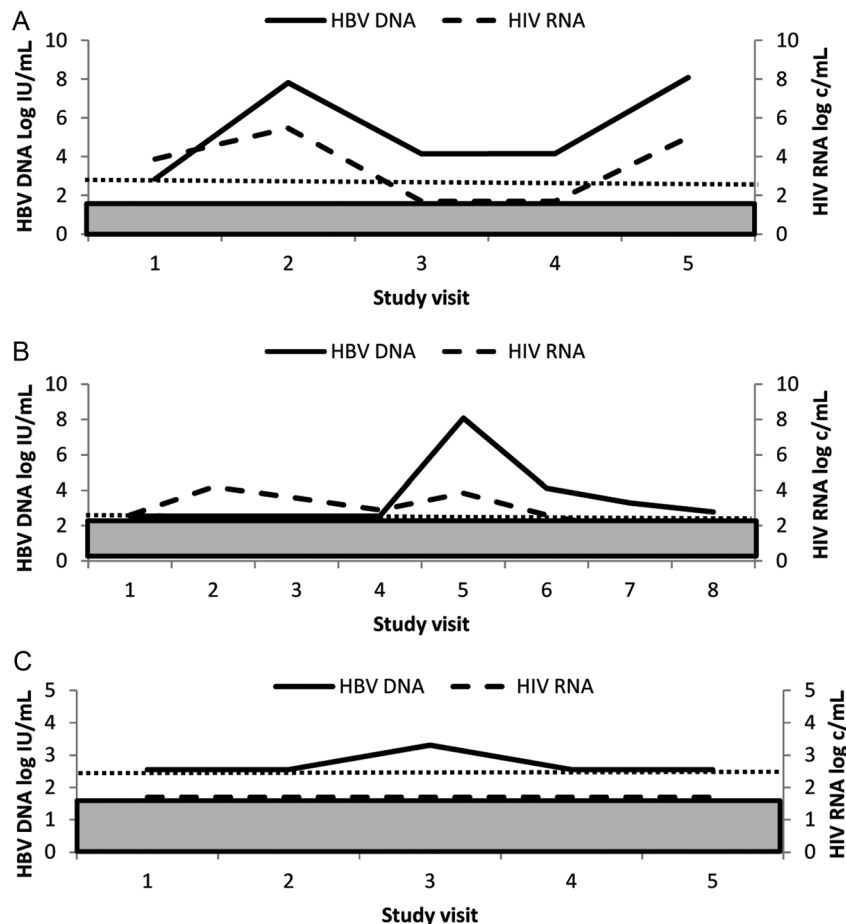 A
HBV DNA HIV RNA
HBV DNA Log IU/mL
10
8
6
4
2
0
10
8
6
4
2
0
HIV RNA log c/mL
1 2 3 4 5
Study visit
B
HBV DNA HIV RNA
HBV DNA log IU/mL
10
8
6
4
2
0
10
8
6
4
2
0
HIV RNA log c/mL
1 2 3 4 5 6 7 8
Study visit
C
HBV DNA HIV RNA
HBV DNA log IU/mL
5
4
3
2
1
0
5
4
3
2
1
0
HIV RNA log c/mL
1 2 3 4 5
Study visit